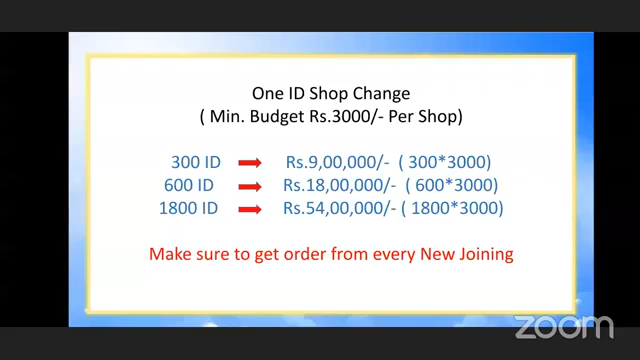 One ID Shop Change
( Min. Budget Rs.3000/- Per Shop)
300 ID Rs.9,00,000/- ( 300*3000)
600 ID Rs.18,00,000/- ( 600*3000)
1800 ID Rs.54,00,000/- ( 1800*3000)
Make sure to get order from every New Joining
zoom